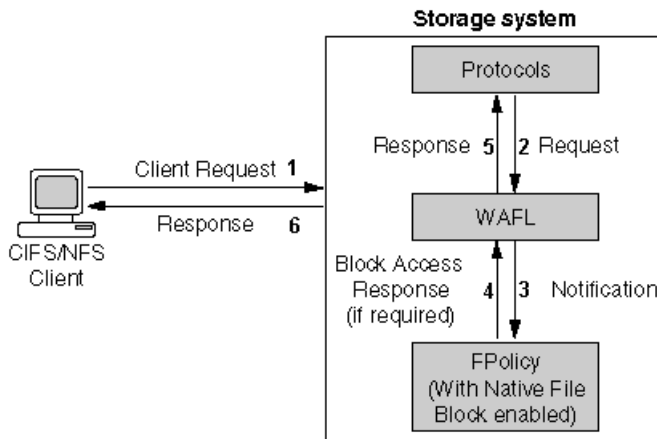 Storage system
Protocols
Response 5 2 Request
Client Request 1
Response 6
CIFS/NFS
Client
WAFL
Block Access
Response
(if required)
4 3 Notification
FPolicy
(With Native File
Block enabled)